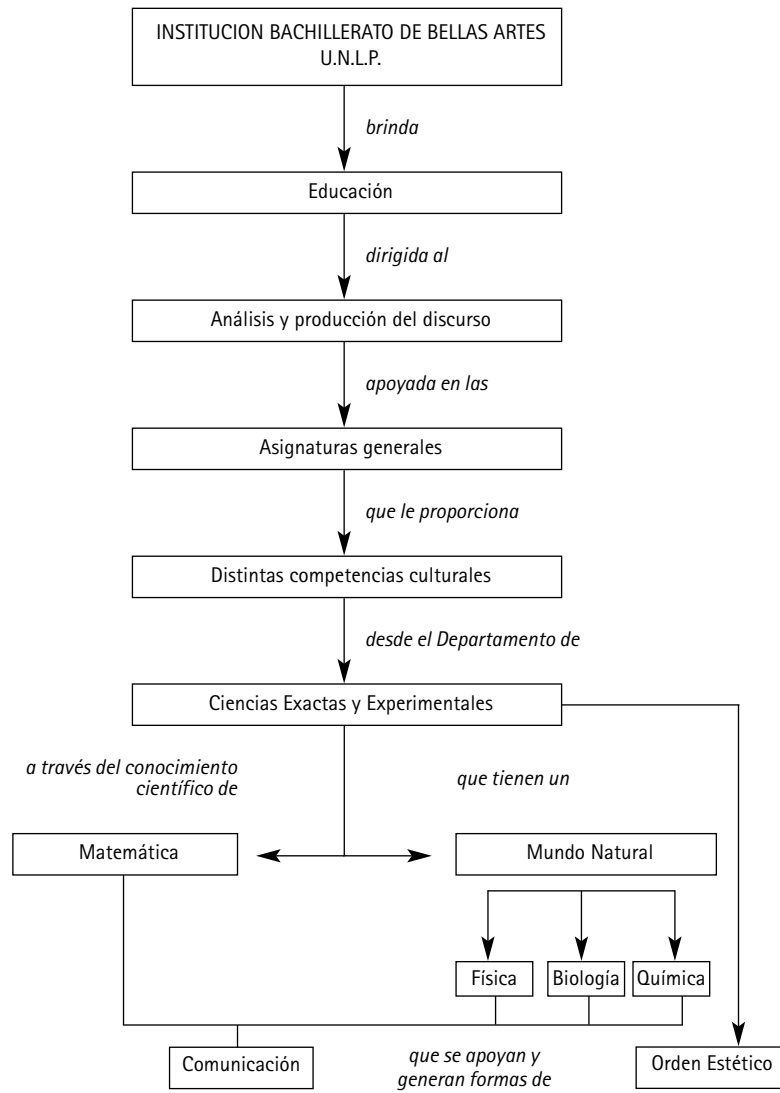 INSTITUCION BACHILLERATO DE BELLAS ARTES
U.N.L.P.
brinda
Educación
dirigida al
Análisis y producción del discurso
apoyada en las
Asignaturas generales
que le proporciona
Distintas competencias culturales
desde el Departamento de
Ciencias Exactas y Experimentales
a través del conocimiento
científico de
que tienen un
Matemática
Mundo Natural
Física
Biología
Química
Comunicación
que se apoyan y
generan formas de
Orden Estético